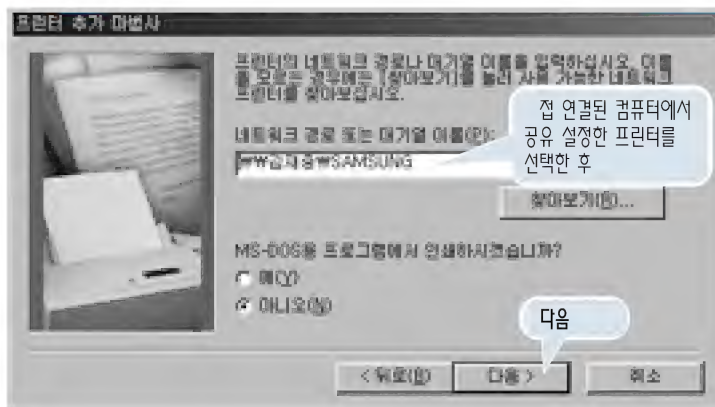 프린터 추가 마법사
프린터의 네트워크 경로나 대기열 이름을 입력하십시오. 이름
을 모르는 경우에는 [찾아보기]를 눌러 사용 가능한 네트워크
프린터를 찾아보십시오.
네트워크 경로 또는 대기열 이름(P):
₩₩김재홍₩SAMSUNG
접 연결된 컴퓨터에서
공유 설정한 프린터를
선택한 후
찾아보기(R)...
MS-DOS용 프로그램에서 인쇄하시겠습니까?
예(Y)
아니오(N)
다음
< 뒤로(B)
다음 >
취소